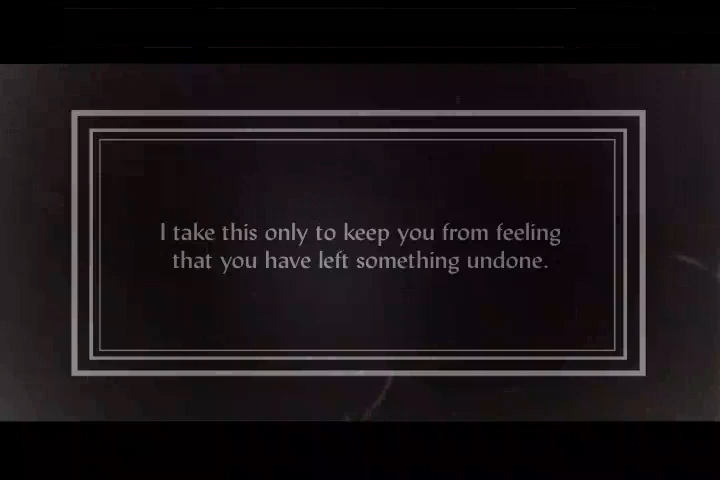 I take this only to keep you from feeling
that you have left something undone.